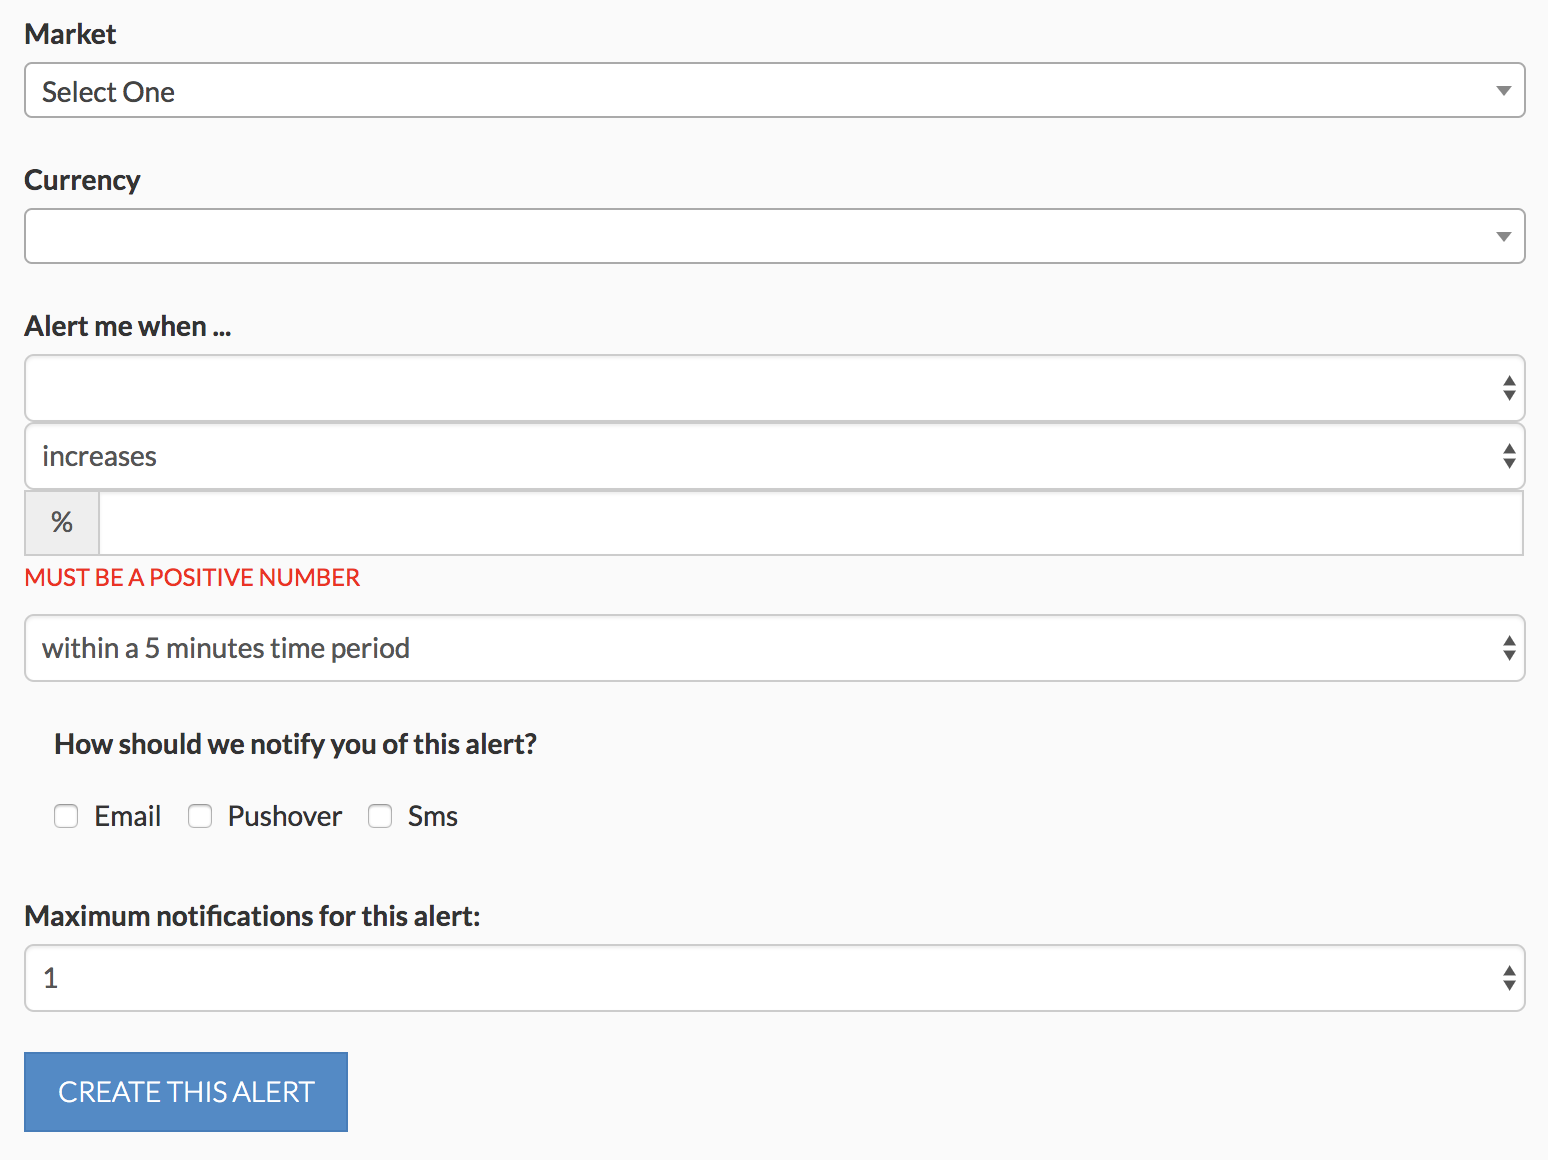 Market
Select One
Currency
Alert me when ...
increases
%
MUST BE A POSITIVE NUMBER
within a 5 minutes time period
How should we notify you of this alert?
Email Pushover Sms
Maximum notifications for this alert:
1
CREATE THIS ALERT